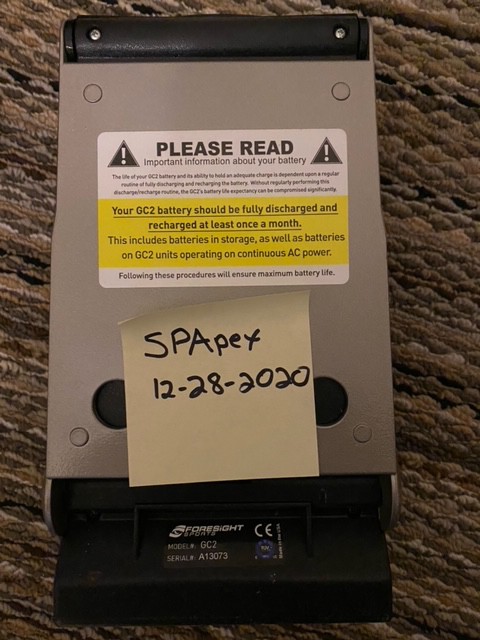 PLEASE READ
Important information about your battery
The life of your GC2 battery and its ability to hold an adequate charge is dependent upon a regular
routine of fully discharging and recharging the battery. Without regularly performing this
discharge/recharge routine, the GC2's battery life expectancy can be compromised significantly.
Your GC2 battery should be fully discharged and
recharged at least once a month.
This includes batteries in storage, as well as batteries
on GC2 units operating on continuous AC power.
Following these procedures will ensure maximum battery life.
SPApex
12-28-2020
FORESIGHT
SPORTS
CE
MODEL#: GC2
SERIAL#: A13073